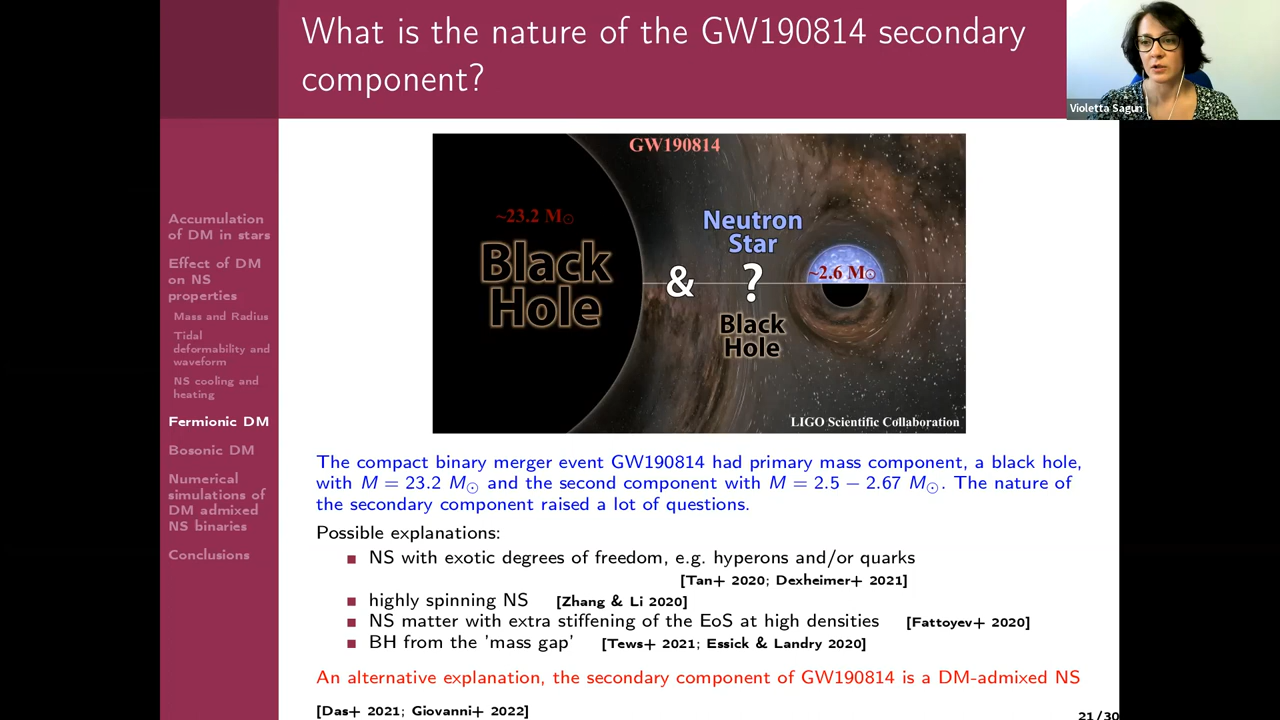 What is the nature of the GW190814 secondary
component?
Violetta Sagun
Accumulation
of DM in stars
Effect of DM
on NS
properties
Mass and Radius
Tidal
deformability and
waveform
NS cooling and
heating
Fermionic DM
Bosonic DM
Numerical
simulations of
DM admixed
NS binaries
Conclusions
GW190814
~23.2 M⊙
Black
Hole
&
Neutron
Star
?
Black
Hole
~2.6 M⊙
LIGO Scientific Collaboration
The compact binary merger event GW190814 had primary mass component, a black hole,
with M = 23.2 M⊙ and the second component with M = 2.5 − 2.67 M⊙. The nature of
the secondary component raised a lot of questions.
Possible explanations:
■ NS with exotic degrees of freedom, e.g. hyperons and/or quarks
[Tan+ 2020; Dexheimer+ 2021]
■ highly spinning NS [Zhang & Li 2020]
■ NS matter with extra stiffening of the EoS at high densities [Fattoyev+ 2020]
■ BH from the 'mass gap' [Tews+ 2021; Essick & Landry 2020]
An alternative explanation, the secondary component of GW190814 is a DM-admixed NS
[Das+ 2021; Giovanni+ 2022]
21/30